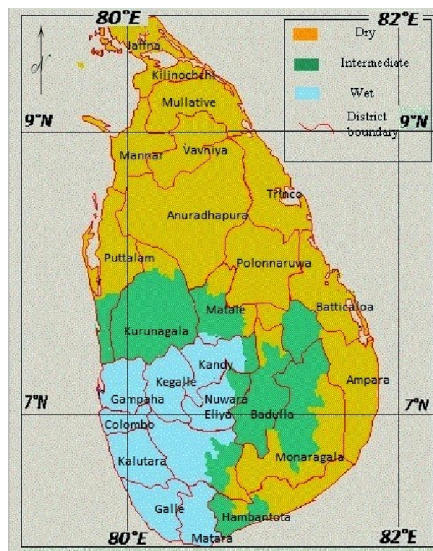 80°E
82°E
Dry
Intermediate
Wet
District
boundary
Jaffna
Kilinochchi
Mullative
9°N
9°N
Mannar
Vavniya
Trinco
Anuradhapura
Puttalam
Polonnaruwa
Matale
Batticaloa
Kurunagala
Kandy
Kegalle
Ampara
7°N
Gampaha
Nuwara
Eliya
Badulla
7°N
Colombo
Kalutara
Monaragala
Galle
Hambantota
80°E
Matara
82°E